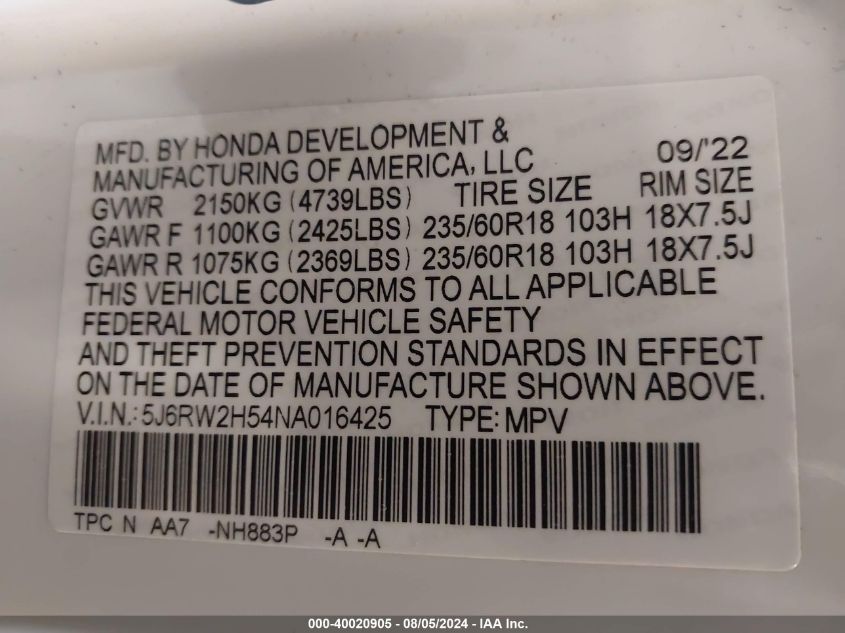 MFD. BY HONDA DEVELOPMENT &
MANUFACTURING OF AMERICA, LLC 09/'22
GVWR 2150KG (4739LBS) TIRE SIZE RIM SIZE
GAWR F 1100KG (2425LBS) 235/60R18 103H 18X7.5J
GAWR R 1075KG (2369LBS) 235/60R18 103H 18X7.5J
THIS VEHICLE CONFORMS TO ALL APPLICABLE
FEDERAL MOTOR VEHICLE SAFETY
AND THEFT PREVENTION STANDARDS IN EFFECT
ON THE DATE OF MANUFACTURE SHOWN ABOVE.
V.I.N.: 5J6RW2H54NA016425 TYPE: MPV
TPC N AA7 -NH883P -A -A
000-40020905 - 08/05/2024 - IAA Inc.